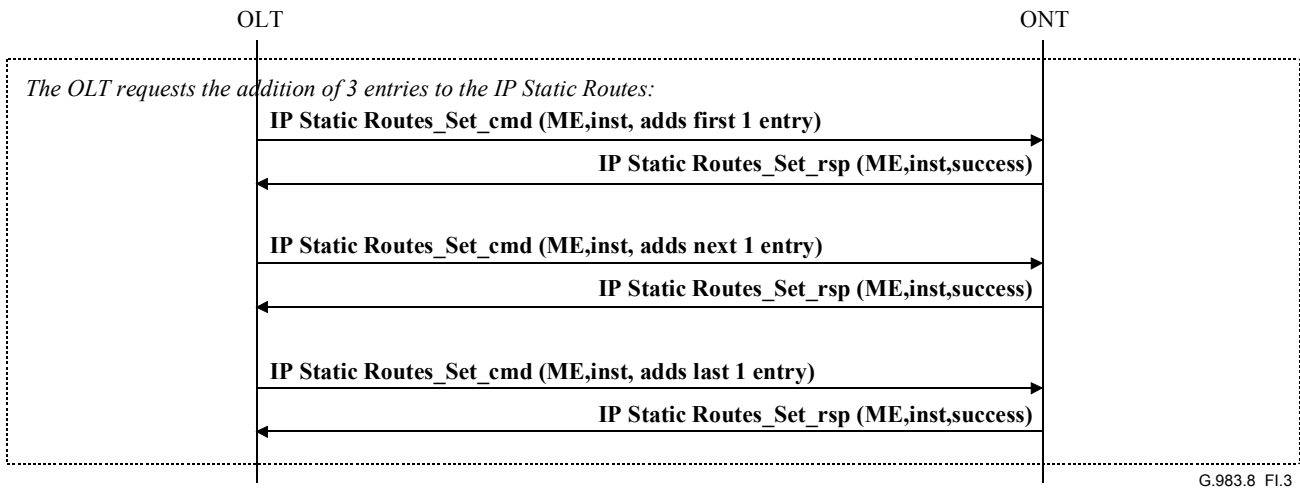 OLT
ONT
The OLT requests the addition of 3 entries to the IP Static Routes:
IP Static Routes_Set_cmd (ME,inst, adds first 1 entry)
IP Static Routes_Set_rsp (ME,inst,success)
IP Static Routes_Set_cmd (ME,inst, adds next 1 entry)
IP Static Routes_Set_rsp (ME,inst,success)
IP Static Routes_Set_cmd (ME,inst, adds last 1 entry)
IP Static Routes_Set_rsp (ME,inst,success)
G.983.8_FI.3